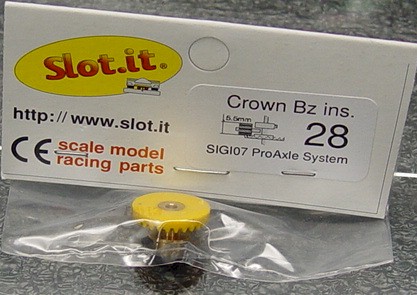 Slot.it®
http://www.slot.it
CE scale model
racing parts
Crown Bz ins.
5.5mm
28
SIGI07 ProAxle System